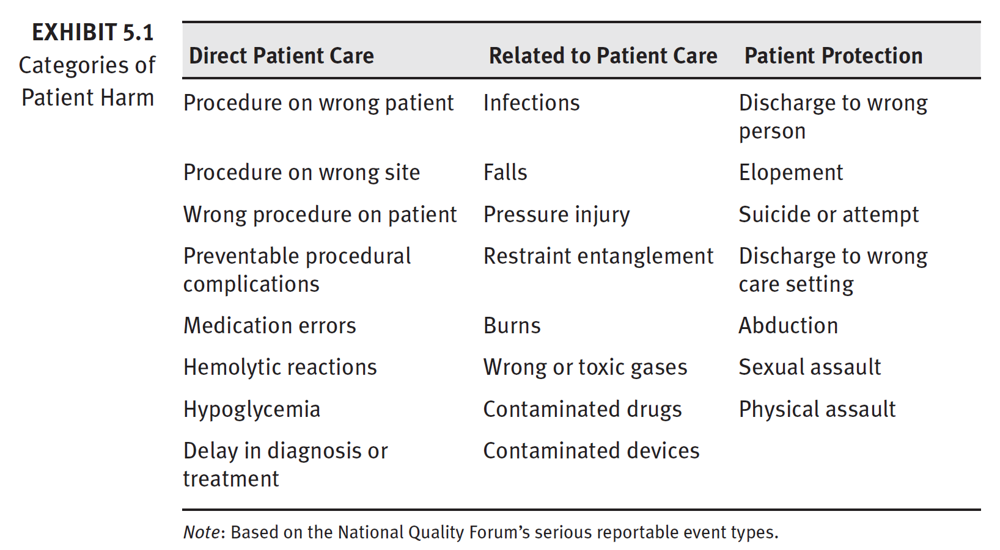 EXHIBIT 5.1
Categories of
Patient Harm
Direct Patient Care Related to Patient Care Patient Protection
Procedure on wrong patient Infections Discharge to wrong
person
Procedure on wrong site Falls Elopement
Wrong procedure on patient Pressure injury Suicide or attempt
Preventable procedural Restraint entanglement Discharge to wrong
complications care setting
Medication errors Burns Abduction
Hemolytic reactions Wrong or toxic gases Sexual assault
Hypoglycemia Contaminated drugs Physical assault
Delay in diagnosis or Contaminated devices
treatment
Note: Based on the National Quality Forum’s serious reportable event types.